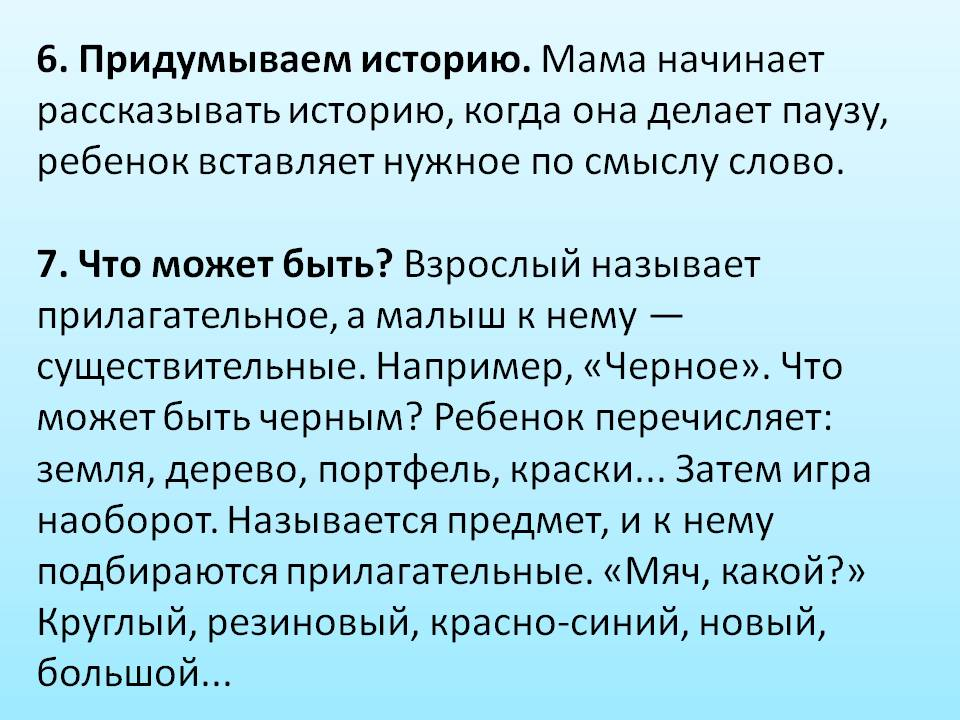 6. Придумываем историю. Мама начинает
рассказывать историю, когда она делает паузу,
ребенок вставляет нужное по смыслу слово.
7. Что может быть? Взрослый называет
прилагательное, а малыш к нему —
существительные. Например, «Черное». Что
может быть черным? Ребенок перечисляет:
земля, дерево, портфель, краски... Затем игра
наоборот. Называется предмет, и к нему
подбираются прилагательные. «Мяч, какой?»
Круглый, резиновый, красно-синий, новый,
большой...